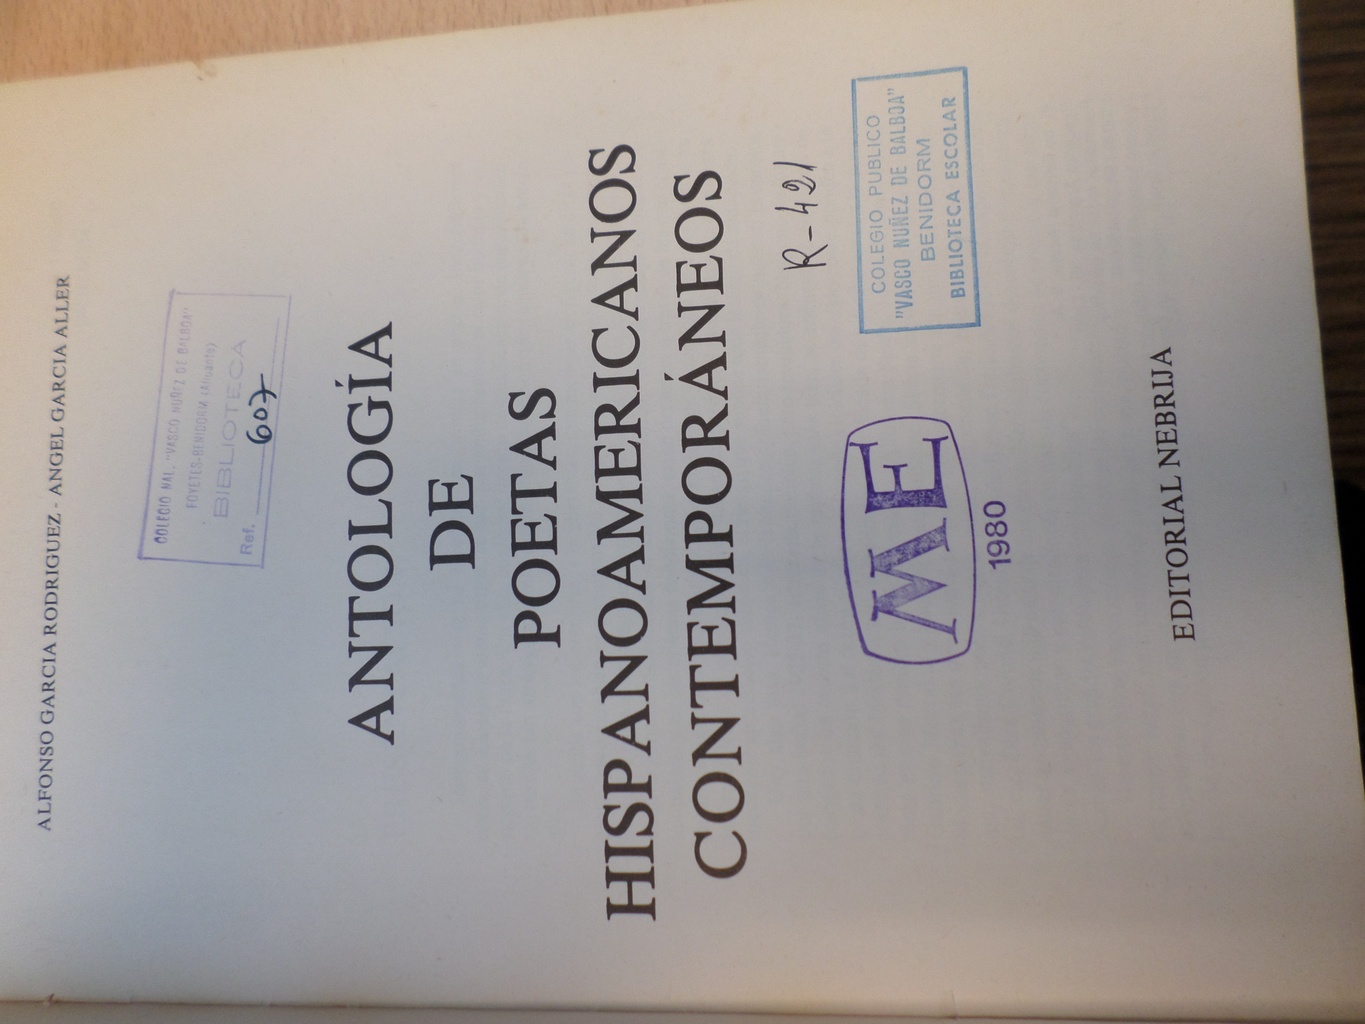 ALFONSO GARCIA RODRIGUEZ - ANGEL GARCIA ALLER
COLEGIO NAL. "VASCO NUÑEZ DE BALBOA"
FOYETES-BENIDORM (Alicante)
BIBLIOTECA
Ref. 607
ANTOLOGÍA
DE
POETAS
HISPANOAMERICANOS
CONTEMPORÁNEOS
R-421
COLEGIO PUBLICO
"VASCO NUÑEZ DE BALBOA"
BENIDORM
BIBLIOTECA ESCOLAR
ME
1980
EDITORIAL NEBRIJA